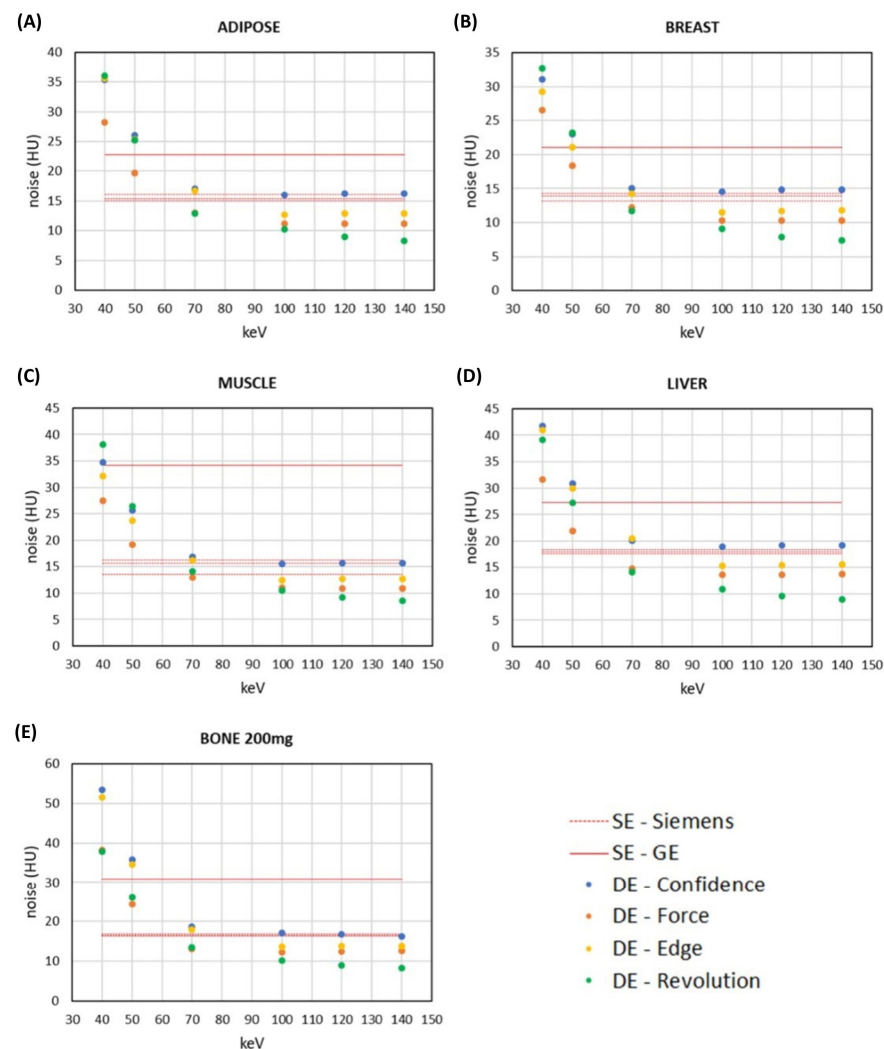 (A)
ADIPOSE
40
35
30
25
20
15
10
5
0
noise (HU)
30 40 50 60 70 80 90 100 110 120 130 140 150
keV
(B)
BREAST
35
30
25
20
15
10
5
0
noise (HU)
30 40 50 60 70 80 90 100 110 120 130 140 150
keV
(C)
MUSCLE
45
40
35
30
25
20
15
10
5
0
noise (HU)
30 40 50 60 70 80 90 100 110 120 130 140 150
keV
(D)
LIVER
45
40
35
30
25
20
15
10
5
0
noise (HU)
30 40 50 60 70 80 90 100 110 120 130 140 150
keV
(E)
BONE 200mg
60
50
40
30
20
10
0
noise (HU)
30 40 50 60 70 80 90 100 110 120 130 140 150
keV
SE - Siemens
SE - GE
DE - Confidence
DE - Force
DE - Edge
DE - Revolution